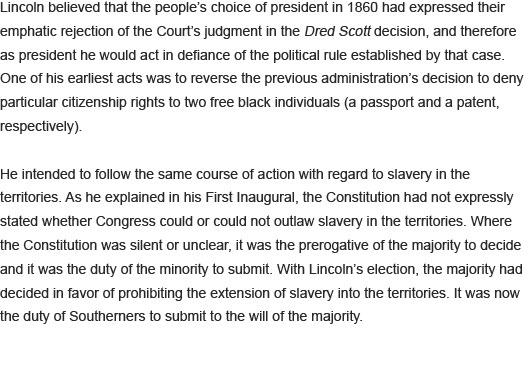 Lincoln believed that the people’s choice of president in 1860 had expressed their
emphatic rejection of the Court’s judgment in the Dred Scott decision, and therefore
as president he would act in defiance of the political rule established by that case.
One of his earliest acts was to reverse the previous administration’s decision to deny
particular citizenship rights to two free black individuals (a passport and a patent,
respectively).
He intended to follow the same course of action with regard to slavery in the
territories. As he explained in his First Inaugural, the Constitution had not expressly
stated whether Congress could or could not outlaw slavery in the territories. Where
the Constitution was silent or unclear, it was the prerogative of the majority to decide
and it was the duty of the minority to submit. With Lincoln’s election, the majority had
decided in favor of prohibiting the extension of slavery into the territories. It was now
the duty of Southerners to submit to the will of the majority.